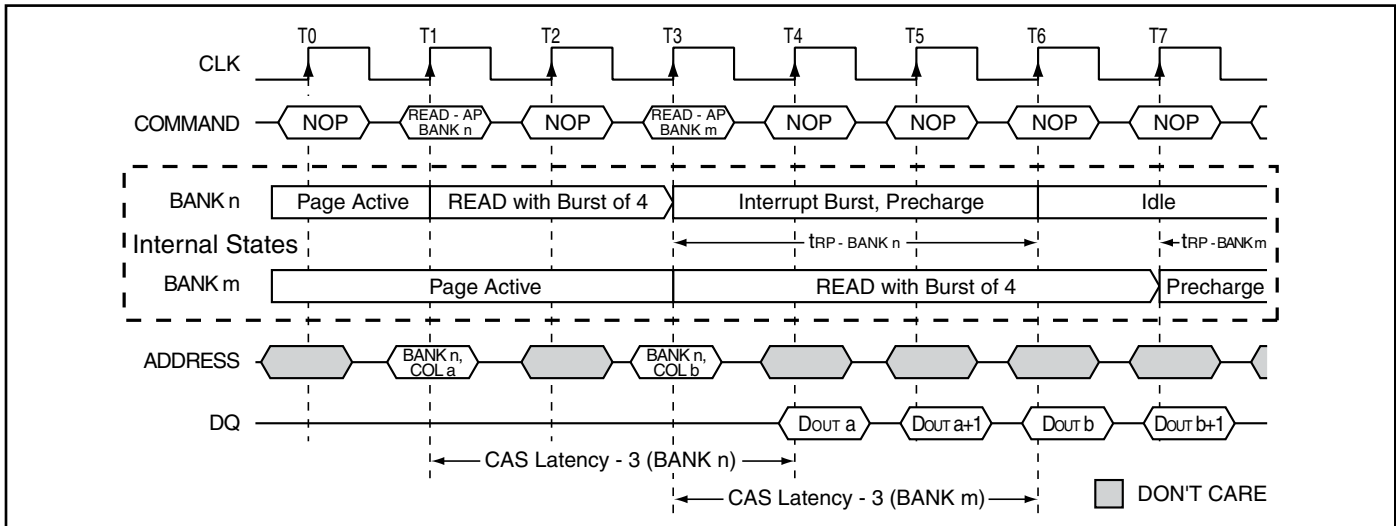 T0 T1 T2 T3 T4 T5 T6 T7
CLK
COMMAND NOP READ - AP BANK n NOP READ - AP BANK m NOP NOP NOP NOP
BANK n Page Active READ with Burst of 4 Interrupt Burst, Precharge Idle
Internal States tRP - BANK n tRP - BANK m
BANK m Page Active READ with Burst of 4 Precharge
ADDRESS BANK n, COL a BANK n, COL b
DQ DOUT a DOUT a+1 DOUT b DOUT b+1
CAS Latency - 3 (BANK n)
CAS Latency - 3 (BANK m) DON'T CARE